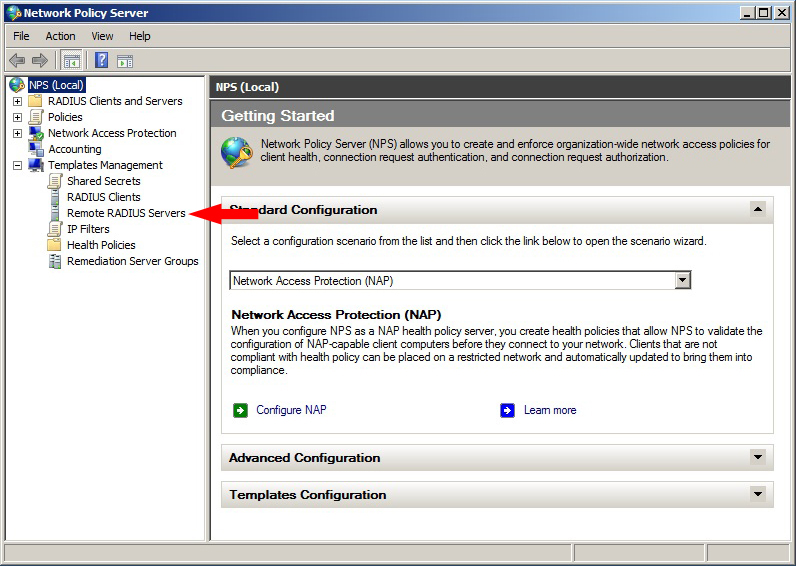 Network Policy Server
File Action View Help
NPS (Local)
RADIUS Clients and Servers
Policies
Network Access Protection
Accounting
Templates Management
Shared Secrets
RADIUS Clients
Remote RADIUS Servers
IP Filters
Health Policies
Remediation Server Groups
NPS (Local)
Getting Started
Network Policy Server (NPS) allows you to create and enforce organization-wide network access policies for
client health, connection request authentication, and connection request authorization.
Standard Configuration
Select a configuration scenario from the list and then click the link below to open the scenario wizard.
Network Access Protection (NAP)
Network Access Protection (NAP)
When you configure NPS as a NAP health policy server, you create health policies that allow NPS to validate the
configuration of NAP-capable client computers before they connect to your network. Clients that are not
compliant with health policy can be placed on a restricted network and automatically updated to bring them into
compliance.
Configure NAP
Learn more
Advanced Configuration
Templates Configuration